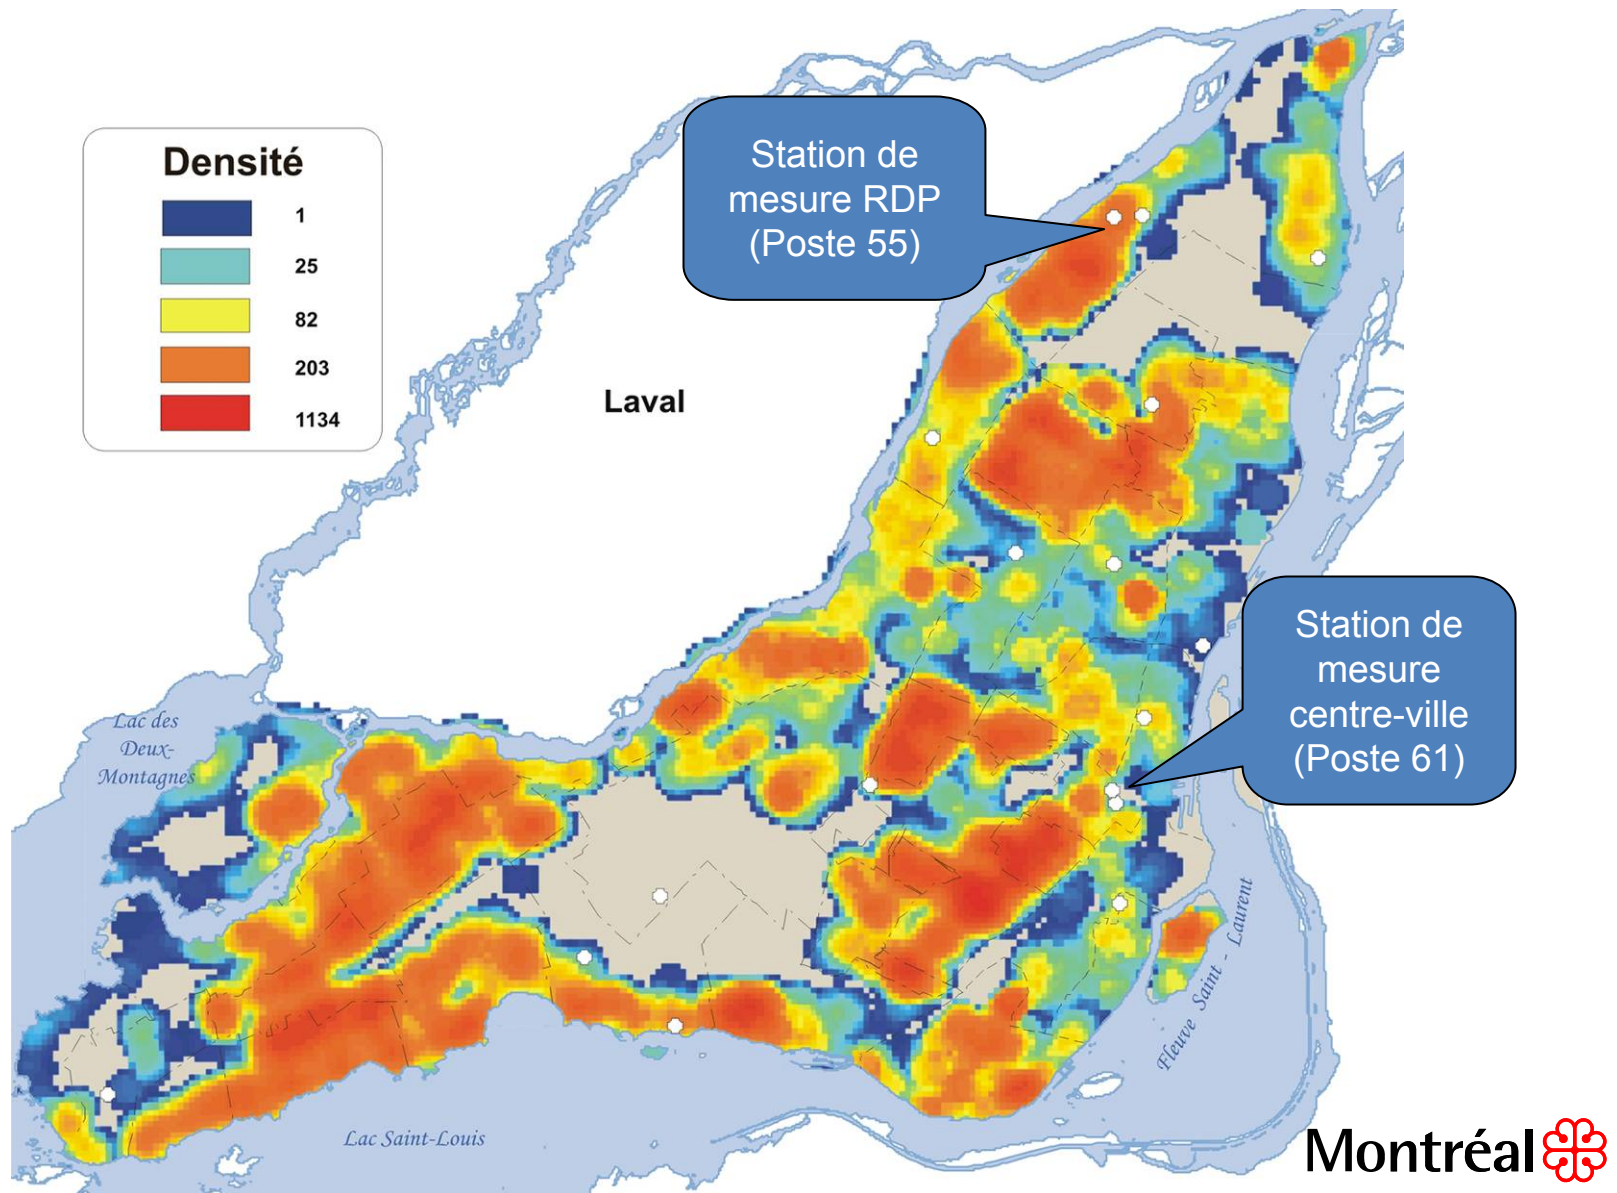 Densité
1
25
82
203
1134
Station de
mesure RDP
(Poste 55)
Laval
Station de
mesure
centre-ville
(Poste 61)
Lac des
Deux-
Montagnes
Fleuve Saint - Laurent
Lac Saint-Louis
Montréal